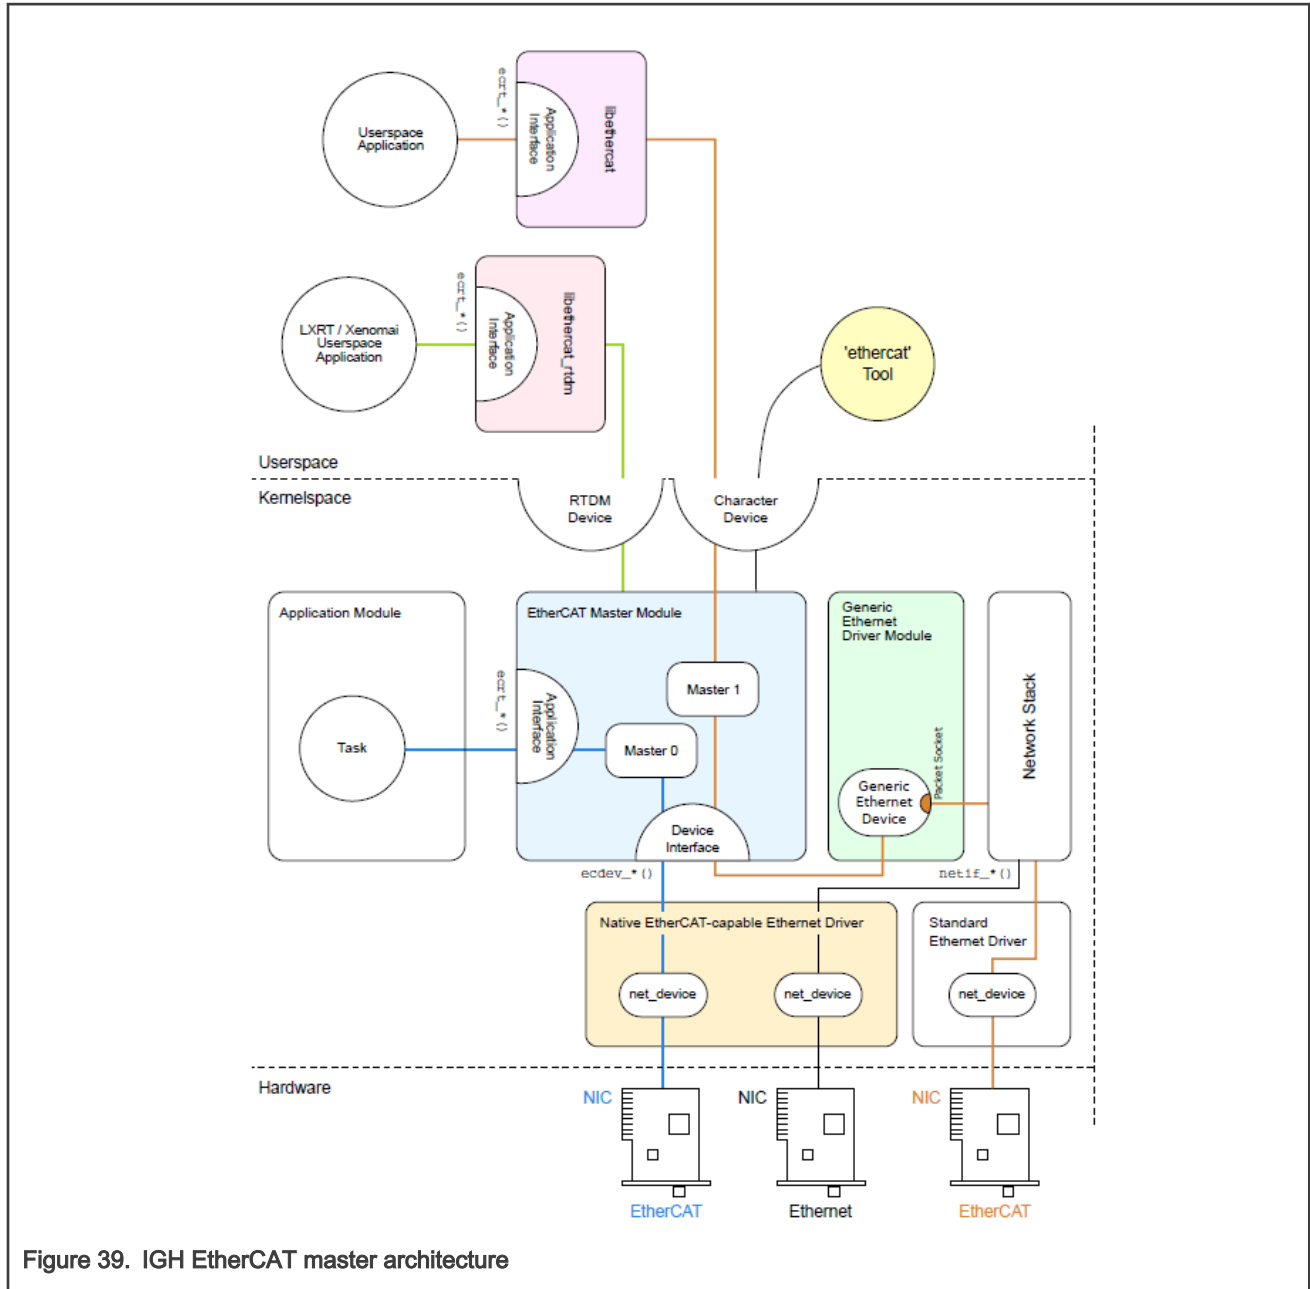 Userspace
Application
ecrt_*()
Application
Interface
libethercat
LXRT / Xenomai
Userspace
Application
ecrt_*()
Application
Interface
libethercat_rtdm
'ethercat'
Tool
Userspace
Kernelspace
RTDM
Device
Character
Device
Application Module
Task
EtherCAT Master Module
ecrt_*()
Application
Interface
Master 0
Master 1
Device
Interface
Generic
Ethernet
Driver Module
Generic
Ethernet
Device
Packet Socket
Network Stack
ecdev_*()
netif_*()
Native EtherCAT-capable Ethernet Driver
net_device
net_device
Standard
Ethernet Driver
net_device
Hardware
NIC
NIC
NIC
EtherCAT
Ethernet
EtherCAT
Figure 39. IGH EtherCAT master architecture